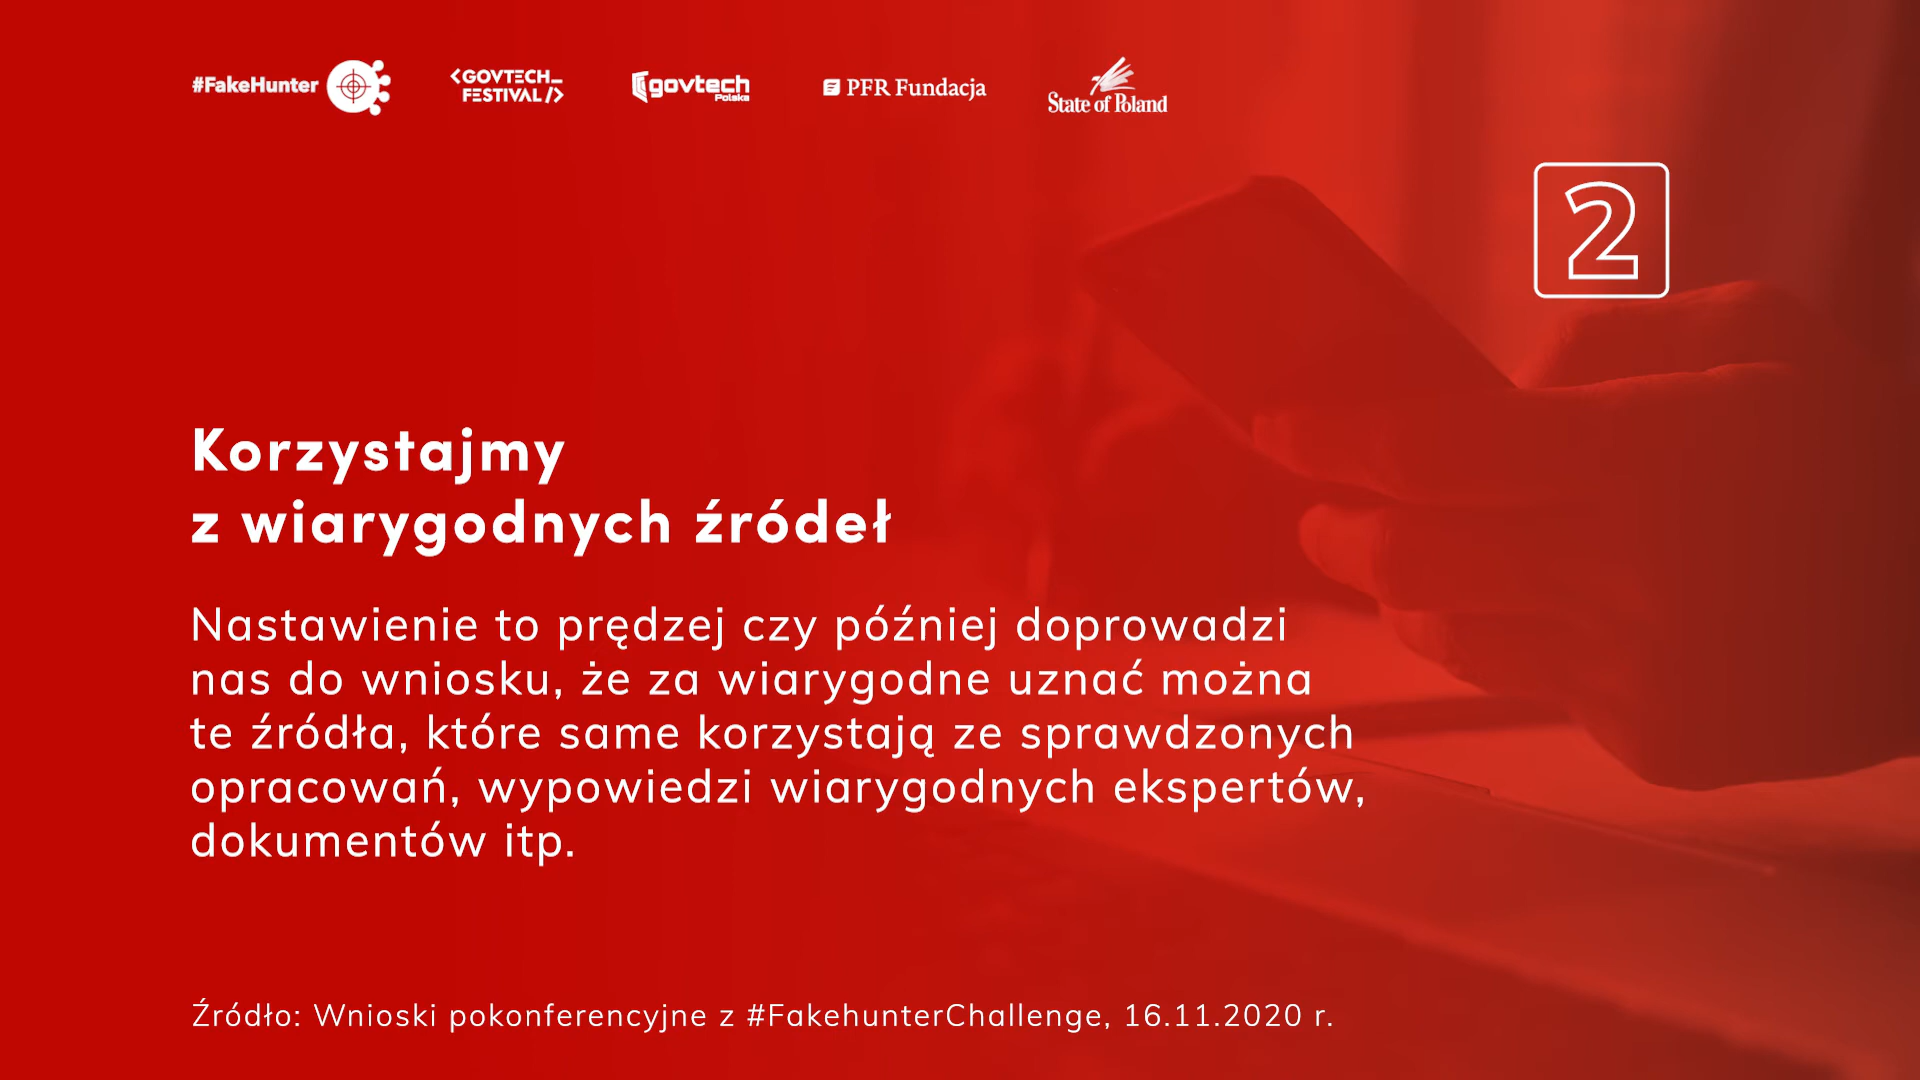 #FakeHunter
<GOVTECH_
FESTIVAL/>
govtech
Polska
PFR Fundacja
State of Poland
2
Korzystajmy
z wiarygodnych źródeł
Nastawienie to prędzej czy później doprowadzi
nas do wniosku, że za wiarygodne uznać można
te źródła, które same korzystają ze sprawdzonych
opracowań, wypowiedzi wiarygodnych ekspertów,
dokumentów itp.
Źródło: Wnioski pokonferencyjne z #FakehunterChallenge, 16.11.2020 r.